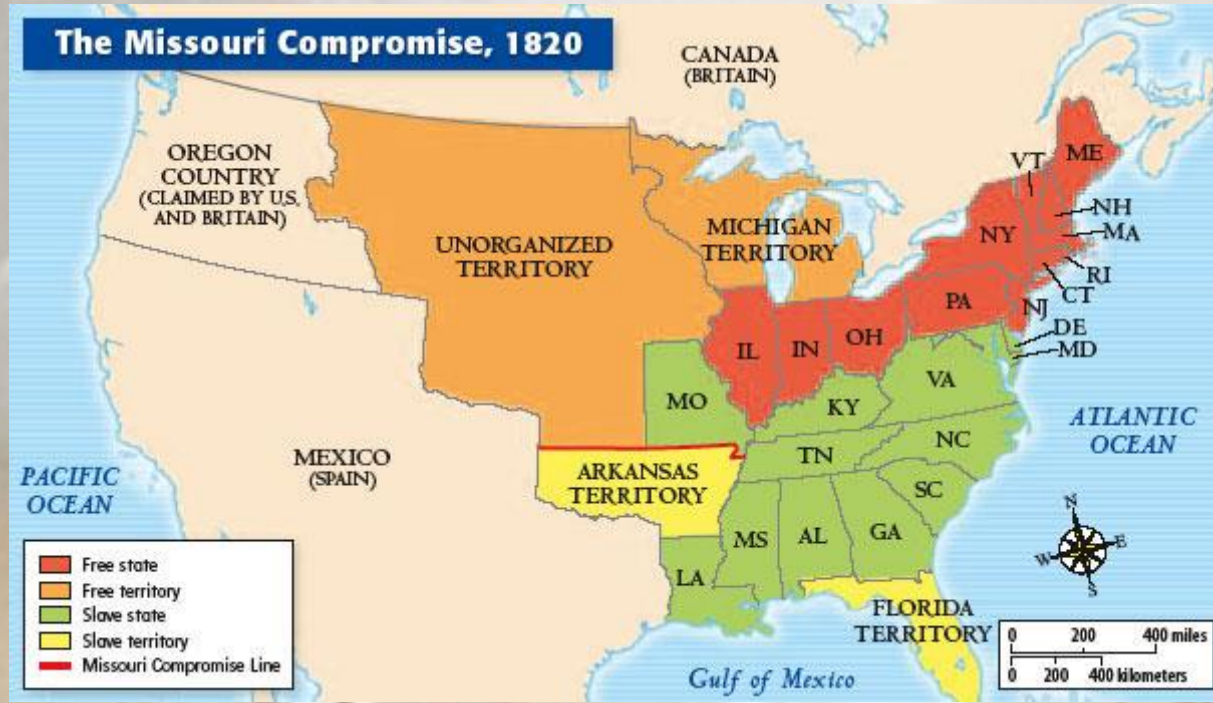 The Missouri Compromise, 1820
CANADA
(BRITAIN)
OREGON
COUNTRY
(CLAIMED BY U.S.
AND BRITAIN)
UNORGANIZED
TERRITORY
MICHIGAN
TERRITORY
VT
ME
NH
MA
NY
RI
CT
PA
NJ
DE
MD
IL
IN
OH
MO
KY
VA
NC
TN
SC
MS
AL
GA
LA
ARKANSAS
TERRITORY
MEXICO
(SPAIN)
PACIFIC
OCEAN
ATLANTIC
OCEAN
FLORIDA
TERRITORY
Gulf of Mexico
N
W
E
S
Free state
Free territory
Slave state
Slave territory
Missouri Compromise Line
0 200 400 miles
0 200 400 kilometers